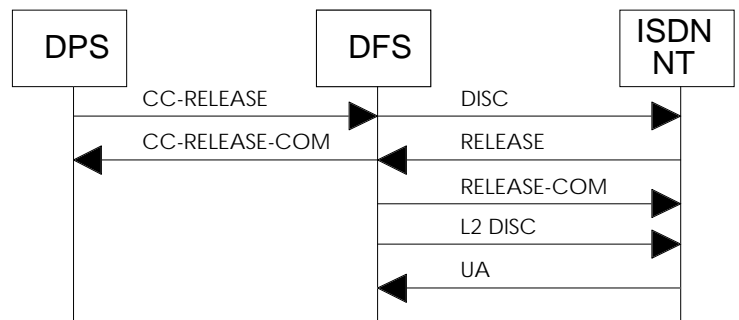 DPS
DFS
ISDN
NT
CC-RELEASE
DISC
CC-RELEASE-COM
RELEASE
RELEASE-COM
L2 DISC
UA